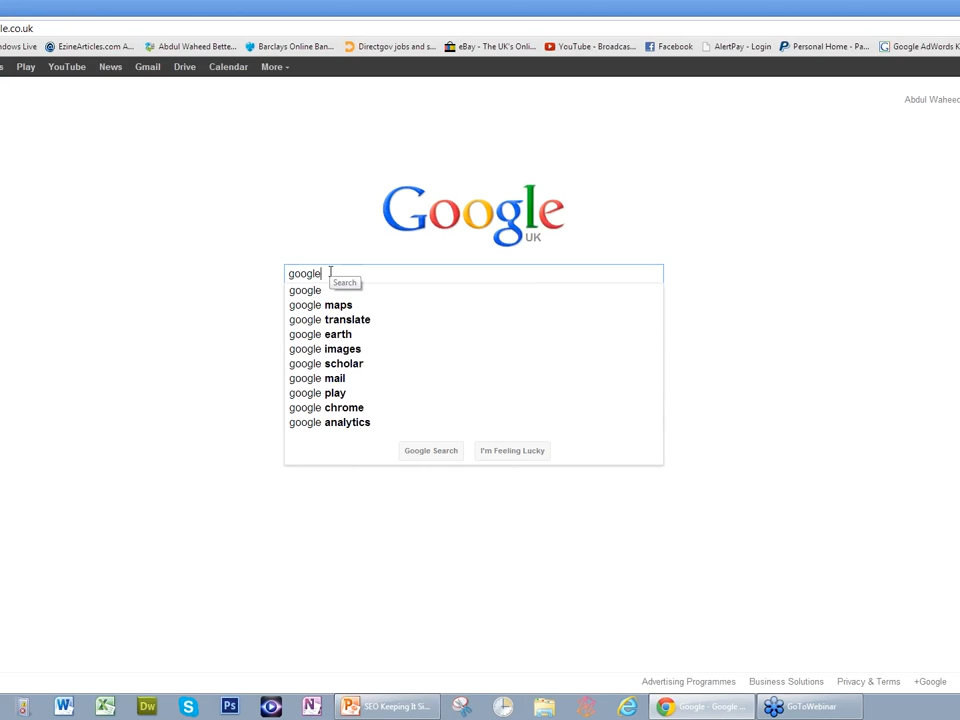 le.co.uk
ndows Live EzineArticles.com A... Abdul Waheed Bette... Barclays Online Ban... Directgov jobs and s... eBay - The UK's Onli... YouTube - Broadcas... Facebook AlertPay - Login Personal Home - Pa... Google AdWords K
s Play YouTube News Gmail Drive Calendar More
Abdul Waheed
Google
UK
google
Search
google
google maps
google translate
google earth
google images
google scholar
google mail
google play
google chrome
google analytics
Google Search I'm Feeling Lucky
Advertising Programmes Business Solutions Privacy & Terms +Google
W X Dw S Ps N P SEO Keeping It Si... Google - Google ... GoToWebinar